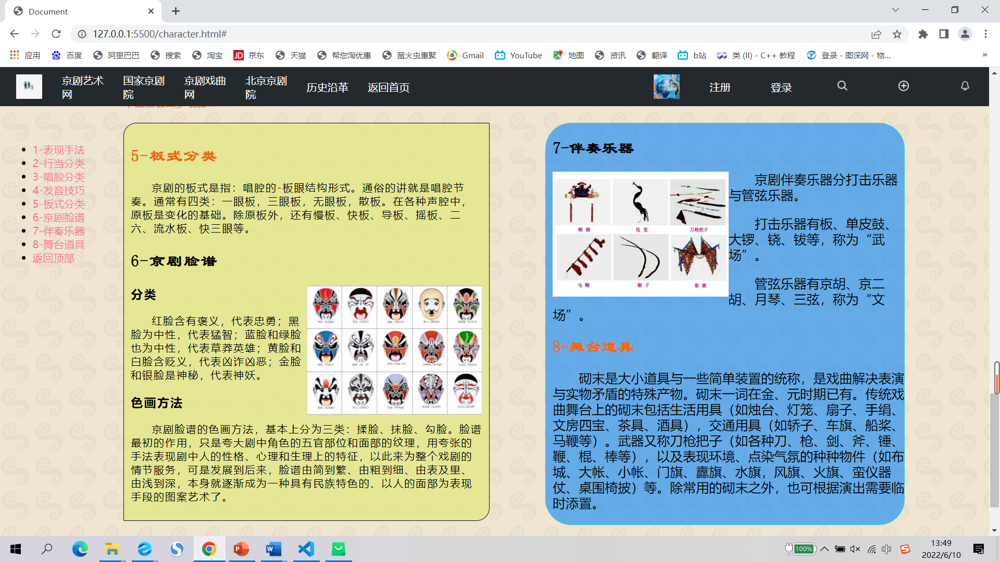 Document
127.0.0.1:5500/character.html#
应用
百度
阿里巴巴
搜索
淘宝
京东
天猫
帮您淘优惠
萤火虫惠聚
Gmail
YouTube
地图
资讯
翻译
b站
类 (II) - C++ 教程
登录 - 图深网 - 物...
京剧艺术
网
国家京剧
院
京剧戏曲
网
北京京剧
院
历史沿革
返回首页
注册
登录
1-表现手法
2-行当分类
3-唱腔分类
4-发音技巧
5-板式分类
6-京剧脸谱
7-伴奏乐器
8-舞台道具
返回顶部
5-板式分类
京剧的板式是指：唱腔的-板眼结构形式。通俗的讲就是唱腔节
奏。通常有四类：一眼板，三眼板，无眼板，散板。在各种声腔中，
原板是变化的基础。除原板外，还有慢板、快板、导板、摇板、二
六、流水板、快三眼等。
6-京剧脸谱
分类
红脸含有褒义，代表忠勇；黑
脸为中性，代表猛智；蓝脸和绿脸
也为中性，代表草莽英雄；黄脸和
白脸含贬义，代表凶诈凶恶；金脸
和银脸是神秘，代表神妖。
色画方法
京剧脸谱的色画方法，基本上分为三类：揉脸、抹脸、勾脸。脸谱
最初的作用，只是夸大剧中角色的五官部位和面部的纹理，用夸张的
手法表现剧中人的性格、心理和生理上的特征，以此来为整个戏剧的
情节服务，可是发展到后来，脸谱由简到繁、由粗到细、由表及里、
由浅到深，本身就逐渐成为一种具有民族特色的、以人的面部为表现
手段的图案艺术了。
7-伴奏乐器
帽 翅
甩 发
刀枪把子
马 鞭
翎 子
靠 旗
京剧伴奏乐器分打击乐器
与管弦乐器。
打击乐器有板、单皮鼓、
大锣、铙、钹等，称为“武
场”。
管弦乐器有京胡、京二
胡、月琴、三弦，称为“文
场”。
8-舞台道具
砌末是大小道具与一些简单装置的统称，是戏曲解决表演
与实物矛盾的特殊产物。砌末一词在金、元时期已有。传统戏
曲舞台上的砌末包括生活用具（如烛台、灯笼、扇子、手绢、
文房四宝、茶具、酒具），交通用具（如轿子、车旗、船桨、
马鞭等）。武器又称刀枪把子（如各种刀、枪、剑、斧、锤、
鞭、棍、棒等），以及表现环境、点染气氛的种种物件（如布
城、大帐、小帐、门旗、纛旗、水旗，风旗、火旗、蛮仪器
仗、桌围椅披）等。除常用的砌末之外，也可根据演出需要临
时添置。
100%
中
13:49
2022/6/10